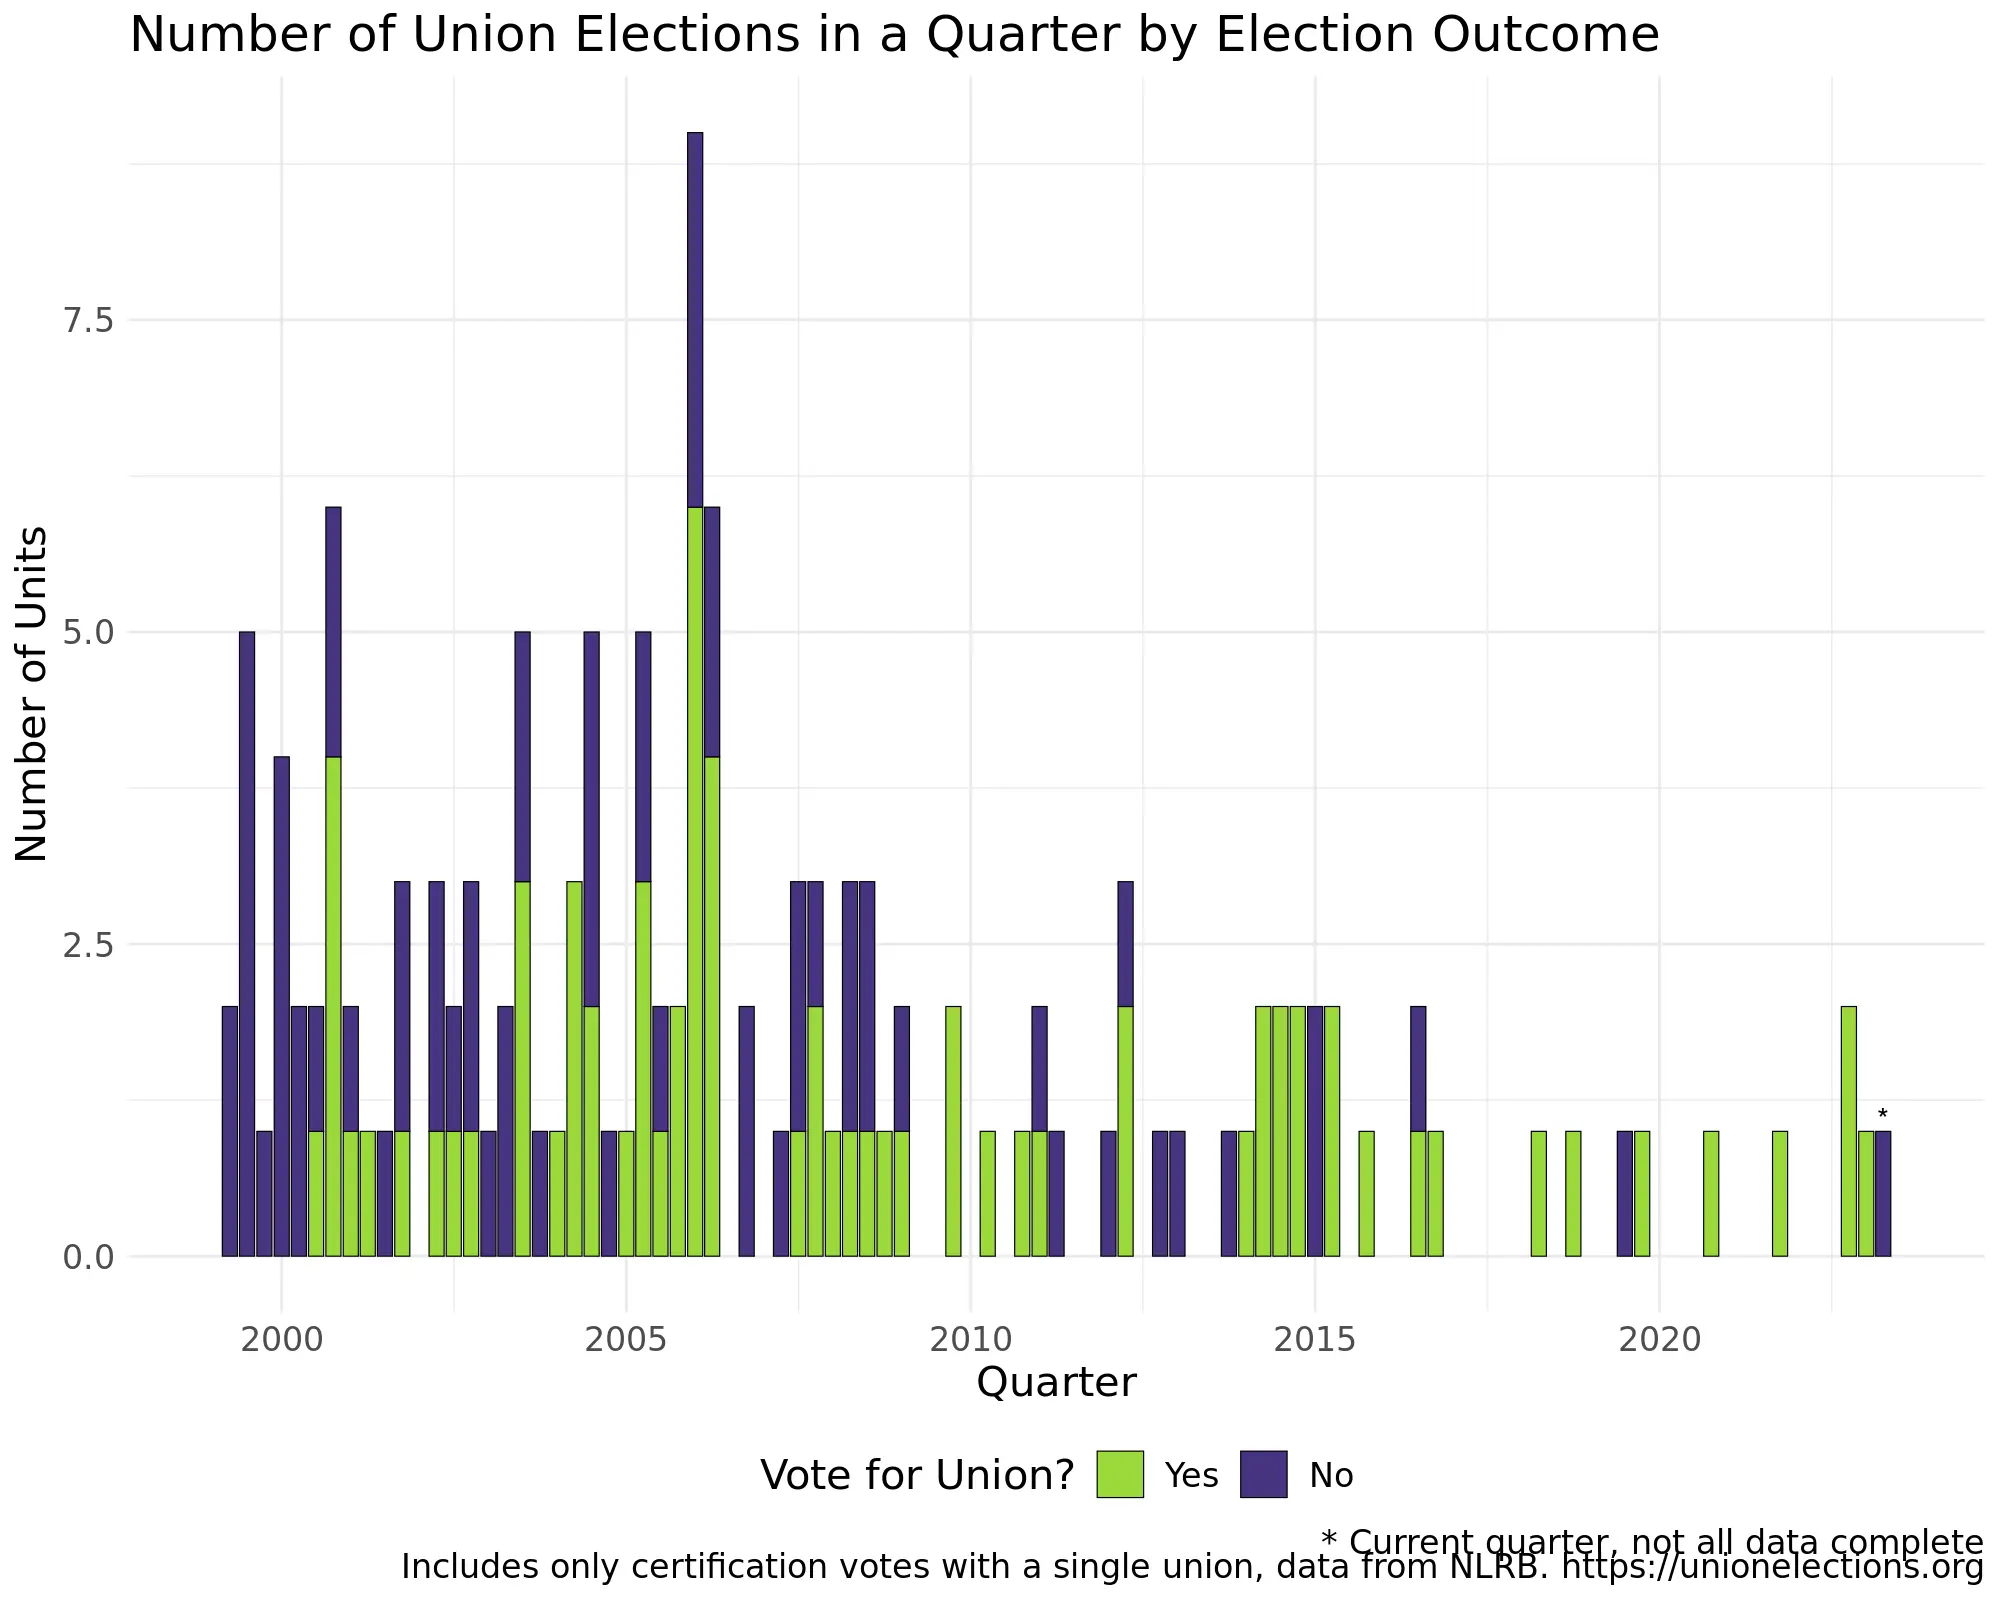 Number of Union Elections in a Quarter by Election Outcome
Number of Units
7.5
5.0
2.5
0.0
*
2000 2005 2010 2015 2020
Quarter
Vote for Union? Yes No
* Current quarter, not all data complete
Includes only certification votes with a single union, data from NLRB. https://unionelections.org